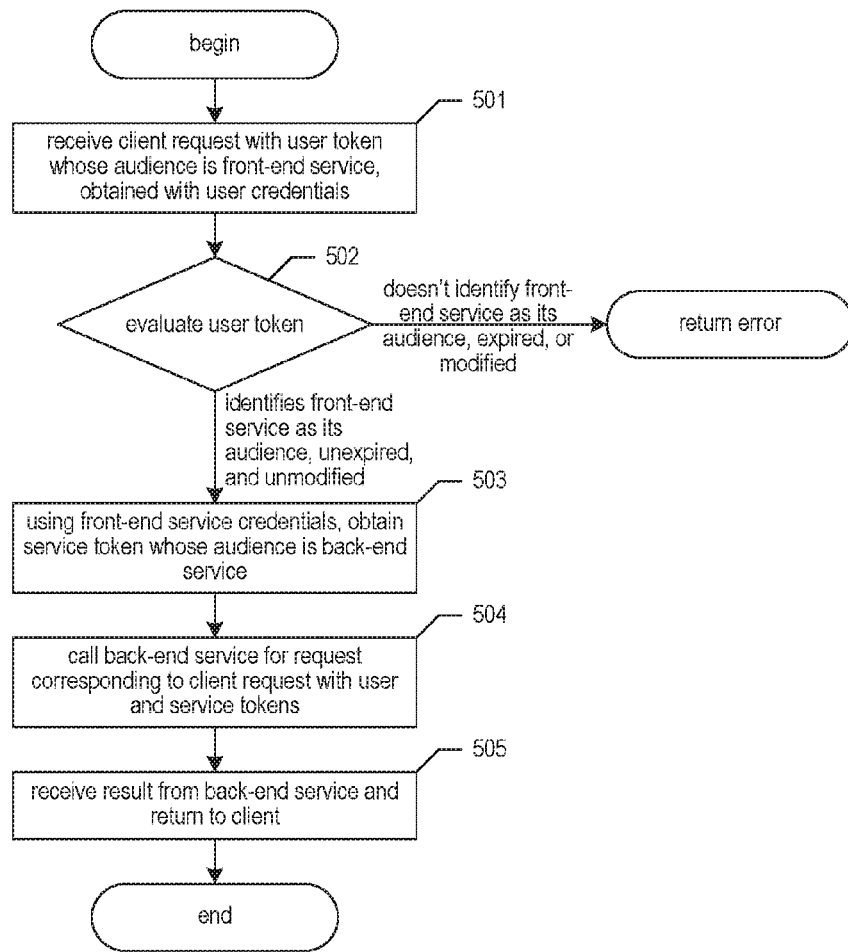 begin
501
receive client request with user token
whose audience is front-end service,
obtained with user credentials
502
evaluate user token
doesn't identify front-
end service as its
audience, expired, or
modified
return error
identifies front-end
service as its
audience, unexpired,
and unmodified
503
using front-end service credentials, obtain
service token whose audience is back-end
service
504
call back-end service for request
corresponding to client request with user
and service tokens
505
receive result from back-end service and
return to client
end